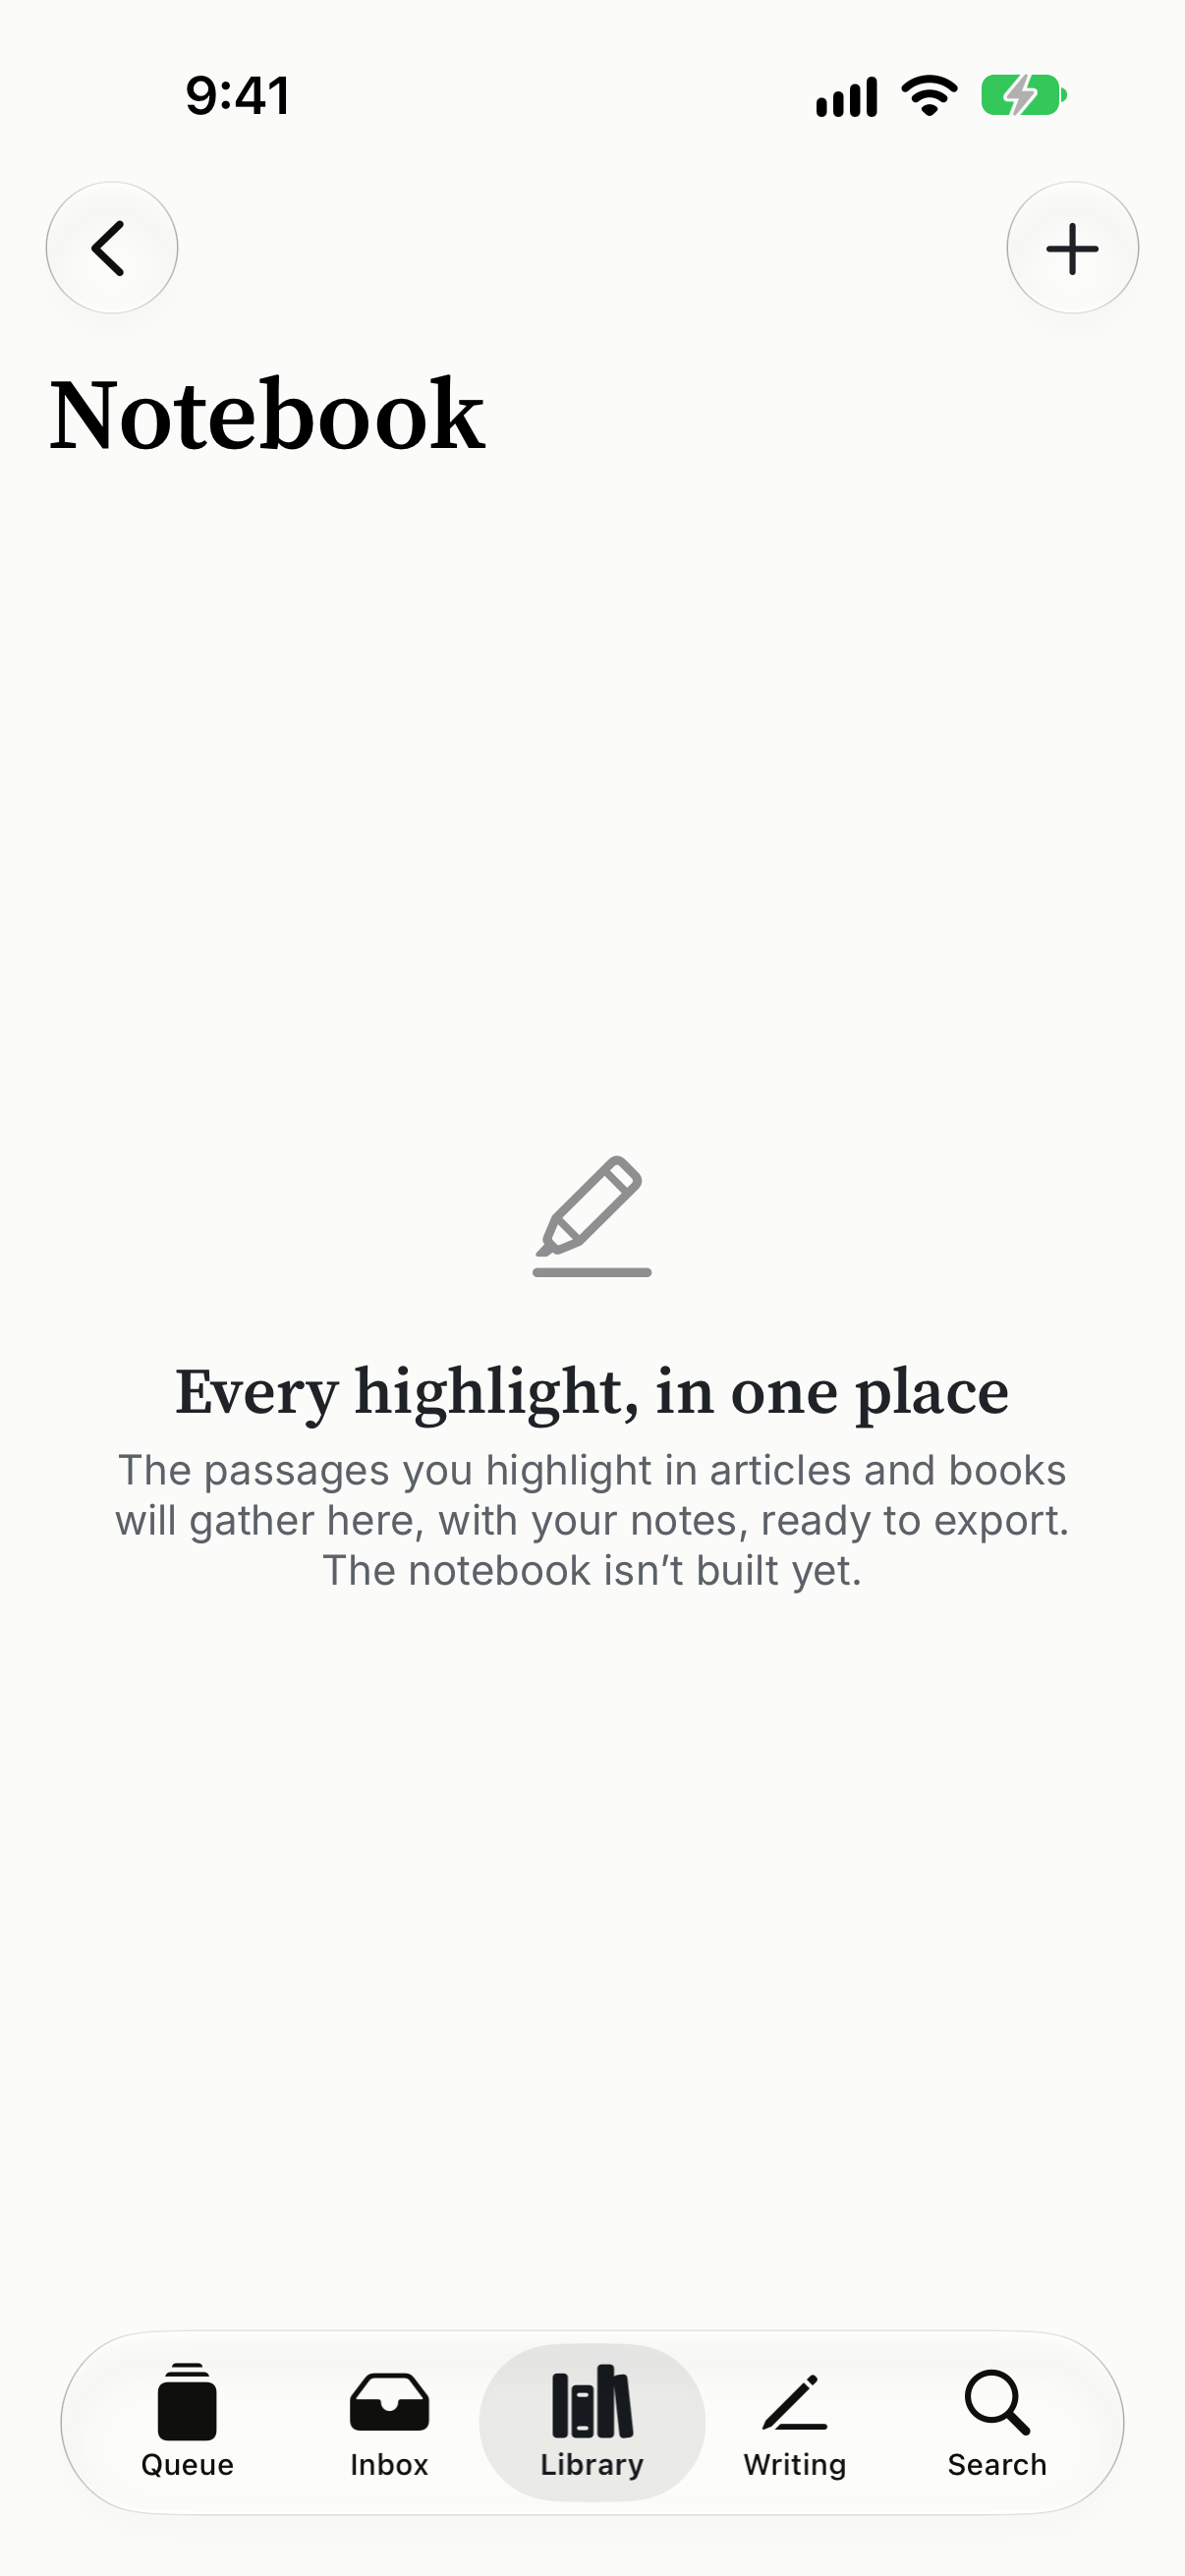 9:41
Notebook
Every highlight, in one place
The passages you highlight in articles and books
will gather here, with your notes, ready to export.
The notebook isn’t built yet.
Queue
Inbox
Library
Writing
Search